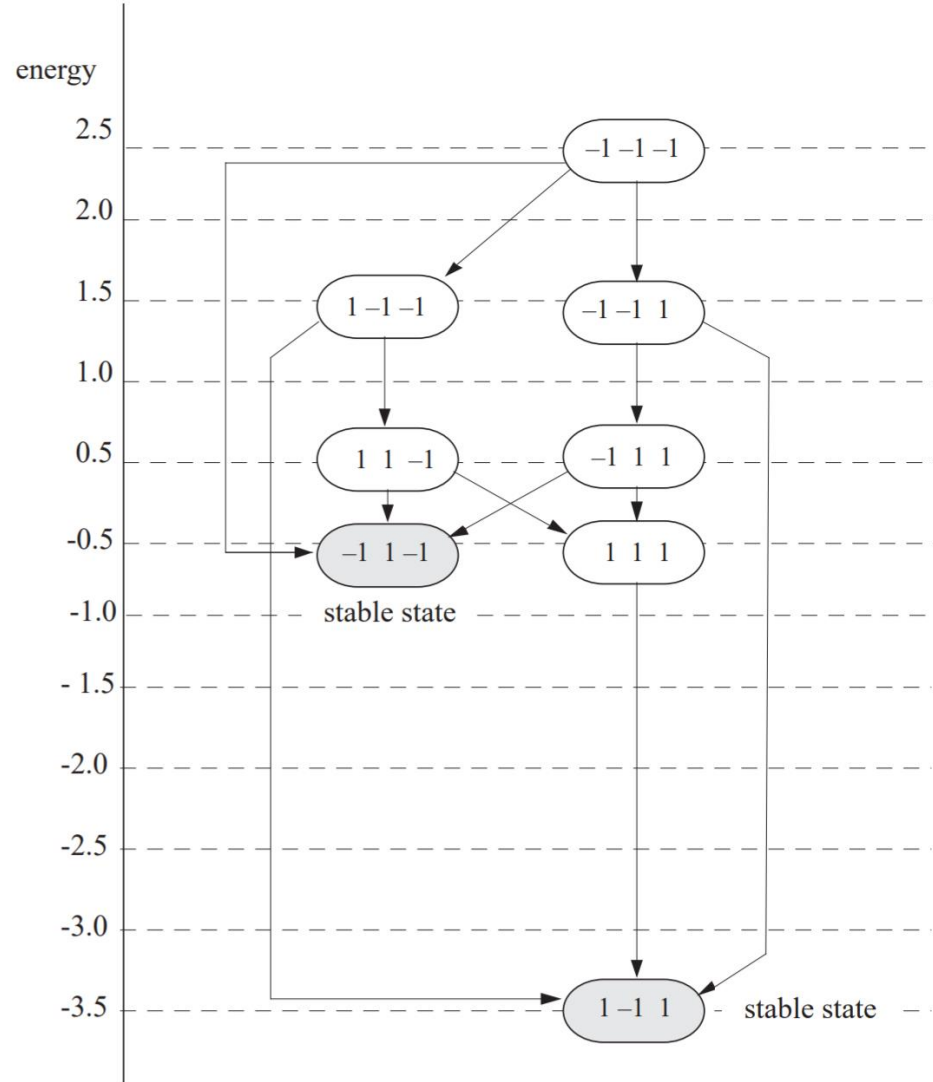 energy
2.5
–1 –1 –1
2.0
1.5
1 –1 –1
–1 –1 1
1.0
0.5
1 1 –1
–1 1 1
-0.5
–1 1 –1
1 1 1
-1.0
stable state
- 1.5
-2.0
-2.5
-3.0
-3.5
1 –1 1
stable state